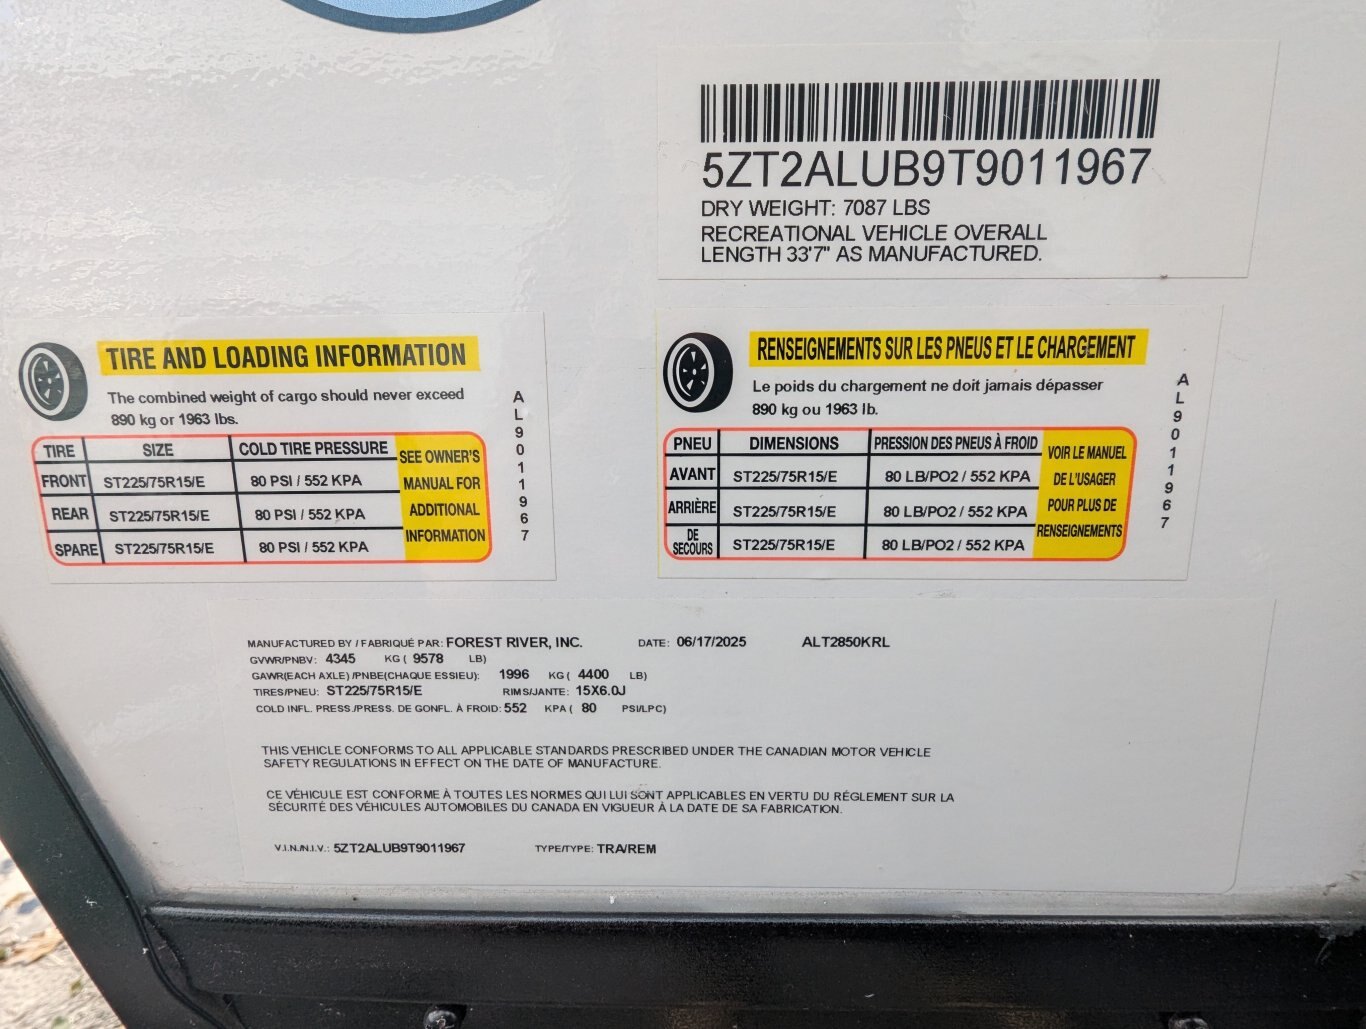 5ZT2ALUB9T9011967
DRY WEIGHT: 7087 LBS
RECREATIONAL VEHICLE OVERALL
LENGTH 33'7" AS MANUFACTURED.
TIRE AND LOADING INFORMATION
The combined weight of cargo should never exceed
890 kg or 1963 lbs.
TIRE SIZE COLD TIRE PRESSURE SEE OWNER'S MANUAL FOR ADDITIONAL INFORMATION
FRONT ST225/75R15/E 80 PSI / 552 KPA
REAR ST225/75R15/E 80 PSI / 552 KPA
SPARE ST225/75R15/E 80 PSI / 552 KPA
AL9011967
RENSEIGNEMENTS SUR LES PNEUS ET LE CHARGEMENT
Le poids du chargement ne doit jamais dépasser
890 kg ou 1963 lb.
PNEU DIMENSIONS PRESSION DES PNEUS À FROID VOIR LE MANUEL DE L'USAGER POUR PLUS DE RENSEIGNEMENTS
AVANT ST225/75R15/E 80 LB/PO2 / 552 KPA
ARRIÈRE ST225/75R15/E 80 LB/PO2 / 552 KPA
DE SECOURS ST225/75R15/E 80 LB/PO2 / 552 KPA
AL9011967
MANUFACTURED BY / FABRIQUÉ PAR: FOREST RIVER, INC. DATE: 06/17/2025 ALT2850KRL
GVWR/PNBV: 4345 KG ( 9578 LB)
GAWR(EACH AXLE) /PNBE(CHAQUE ESSIEU): 1996 KG ( 4400 LB)
TIRES/PNEU: ST225/75R15/E RIMS/JANTE: 15X6.0J
COLD INFL. PRESS./PRESS. DE GONFL. À FROID: 552 KPA ( 80 PSI/LPC)
THIS VEHICLE CONFORMS TO ALL APPLICABLE STANDARDS PRESCRIBED UNDER THE CANADIAN MOTOR VEHICLE
SAFETY REGULATIONS IN EFFECT ON THE DATE OF MANUFACTURE.
CE VÉHICULE EST CONFORME À TOUTES LES NORMES QUI LUI SONT APPLICABLES EN VERTU DU RÉGLEMENT SUR LA
SÉCURITÉ DES VÉHICULES AUTOMOBILES DU CANADA EN VIGUEUR À LA DATE DE SA FABRICATION.
V.I.N./N.I.V.: 5ZT2ALUB9T9011967 TYPE/TYPE: TRA/REM